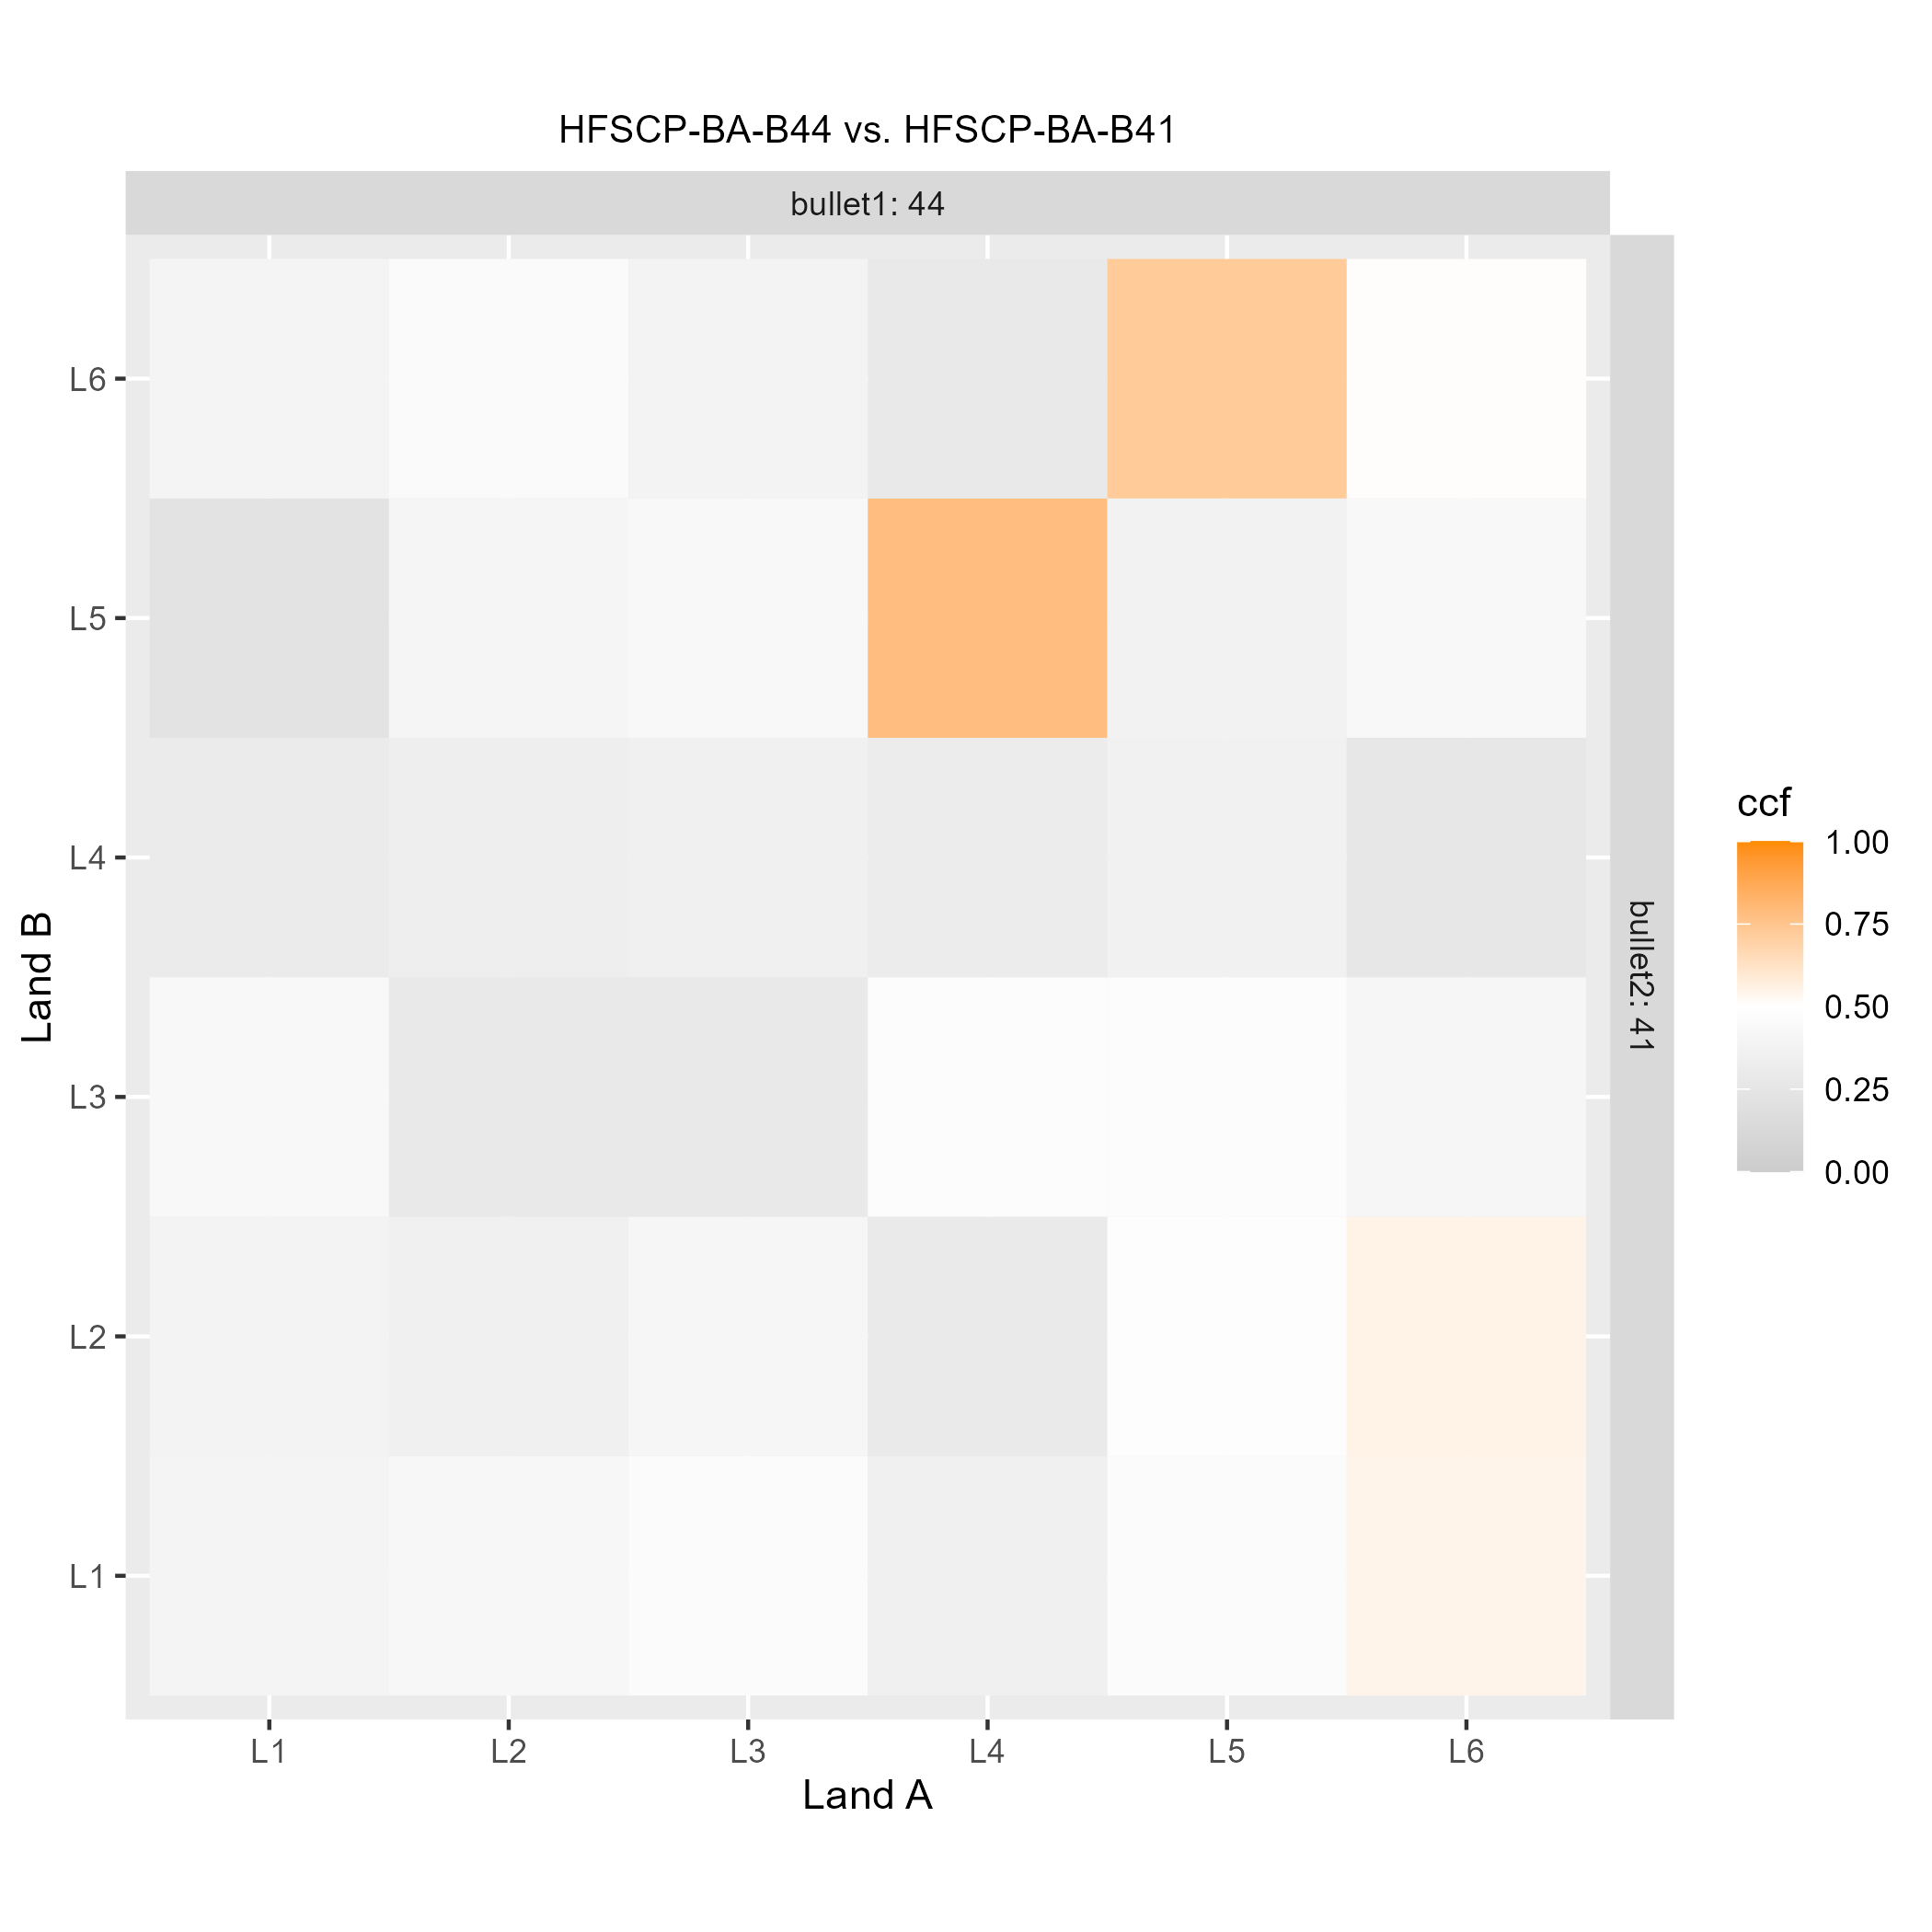 HFSCP-BA-B44 vs. HFSCP-BA-B41
bullet1: 44
L6
L5
L4
L3
L2
L1
Land B
bullet2: 41
ccf
1.00
0.75
0.50
0.25
0.00
L1 L2 L3 L4 L5 L6
Land A